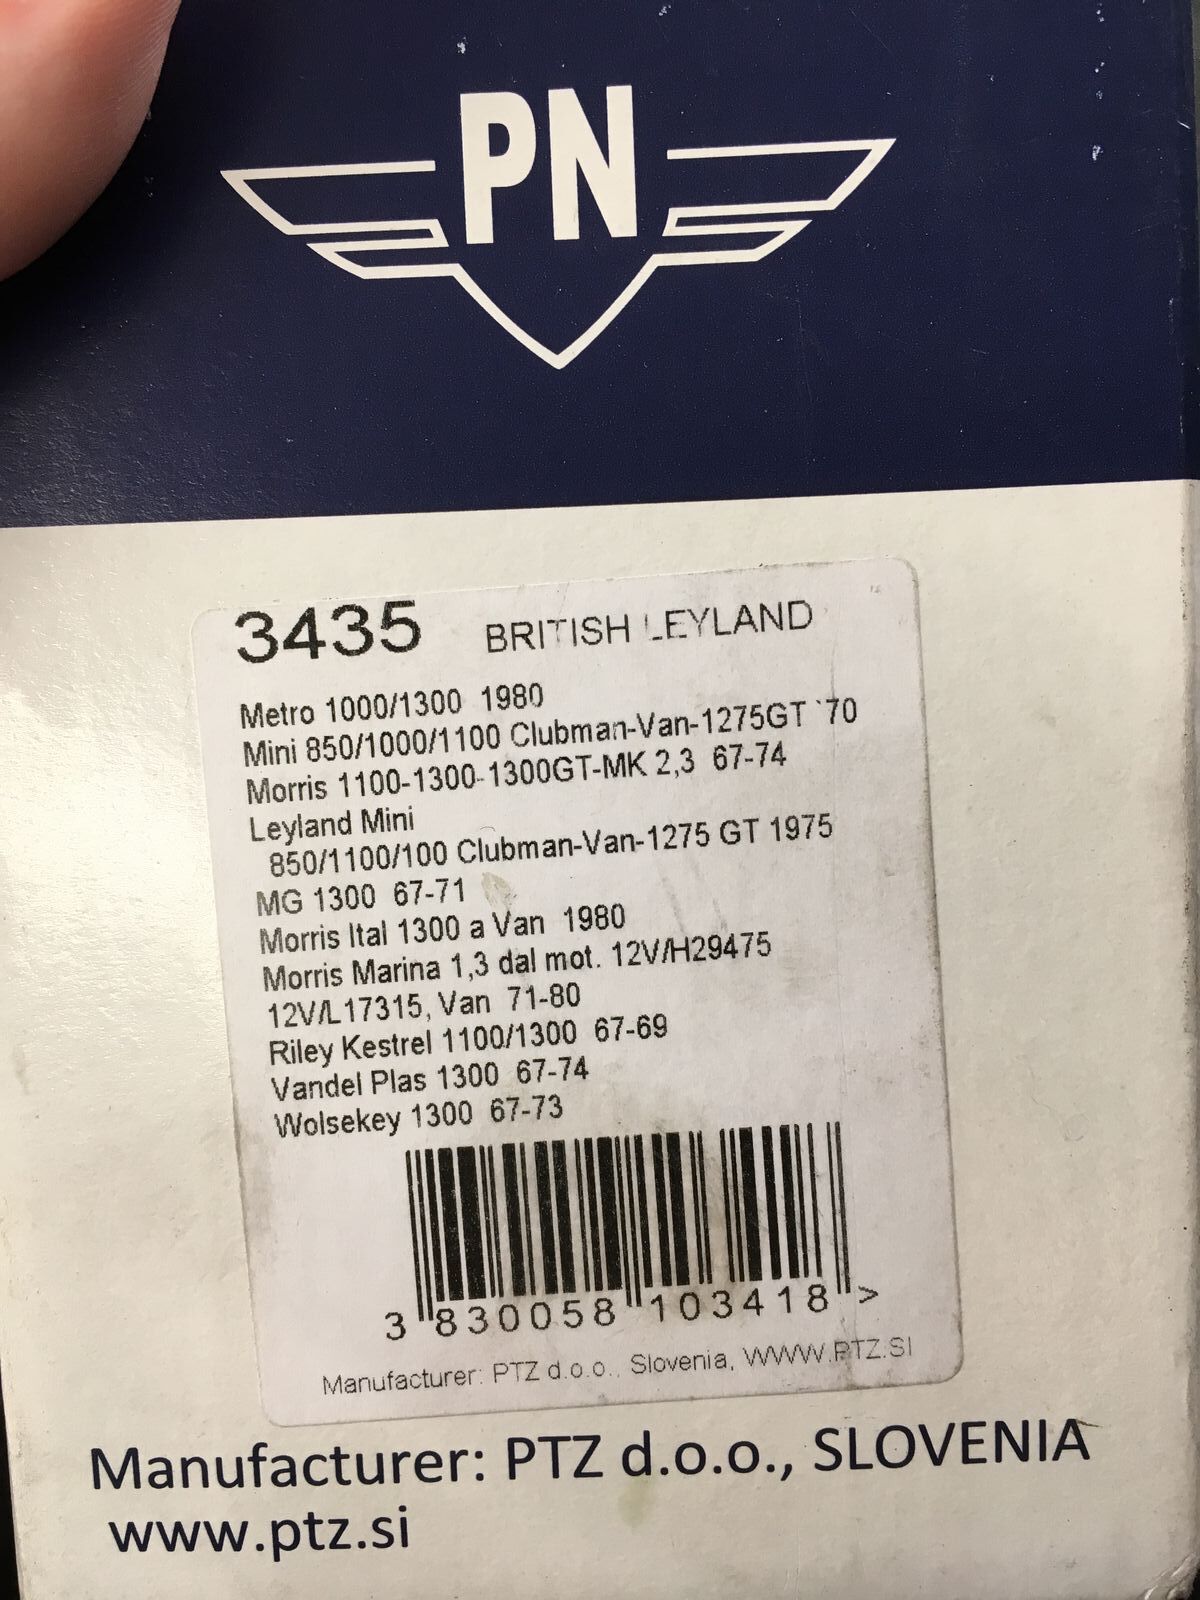 PN
3435 BRITISH LEYLAND
Metro 1000/1300 1980
Mini 850/1000/1100 Clubman-Van-1275GT `70
Morris 1100-1300-1300GT-MK 2,3 67-74
Leyland Mini
850/1100/100 Clubman-Van-1275 GT 1975
MG 1300 67-71
Morris Ital 1300 a Van 1980
Morris Marina 1,3 dal mot. 12V/H29475
12V/L17315, Van 71-80
Riley Kestrel 1100/1300 67-69
Vandel Plas 1300 67-74
Wolsekey 1300 67-73
3 830058 103418 >
Manufacturer: PTZ d.o.o., Slovenia, WWW.PTZ.SI
Manufacturer: PTZ d.o.o., SLOVENIA
www.ptz.si